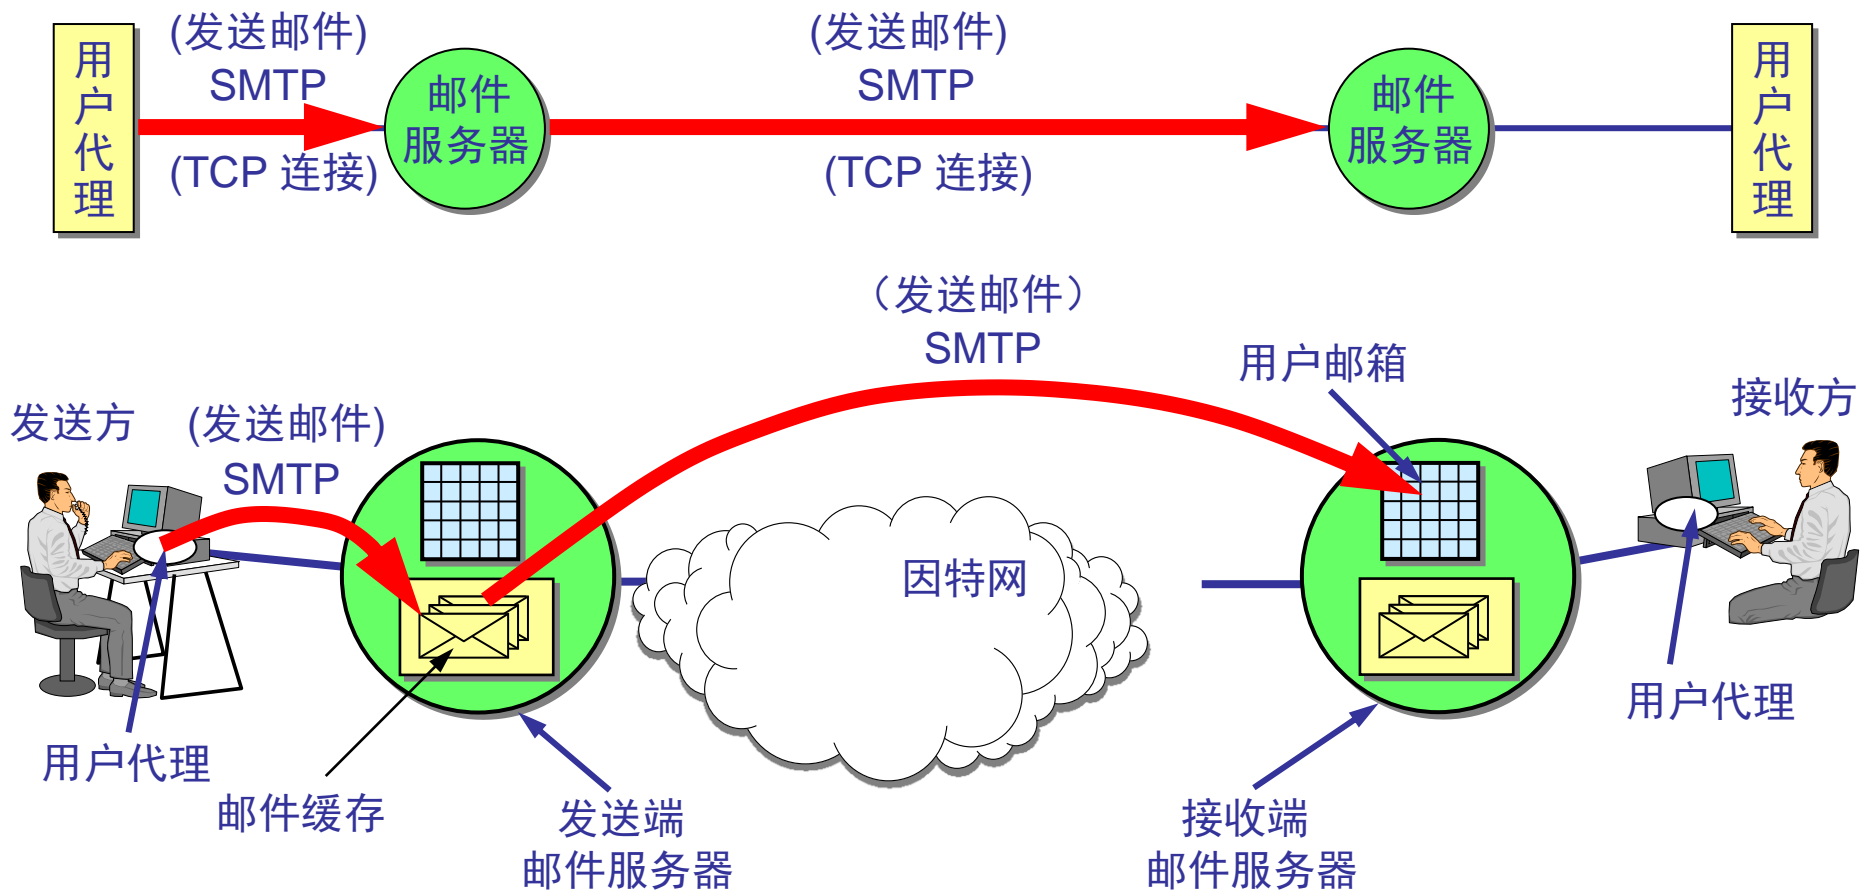 用户代理
(发送邮件)
SMTP
(TCP 连接)
邮件
服务器
(发送邮件)
SMTP
(TCP 连接)
邮件
服务器
用户代理
（发送邮件）
SMTP
用户邮箱
发送方
(发送邮件)
SMTP
接收方
因特网
用户代理
用户代理
邮件缓存
发送端
邮件服务器
接收端
邮件服务器